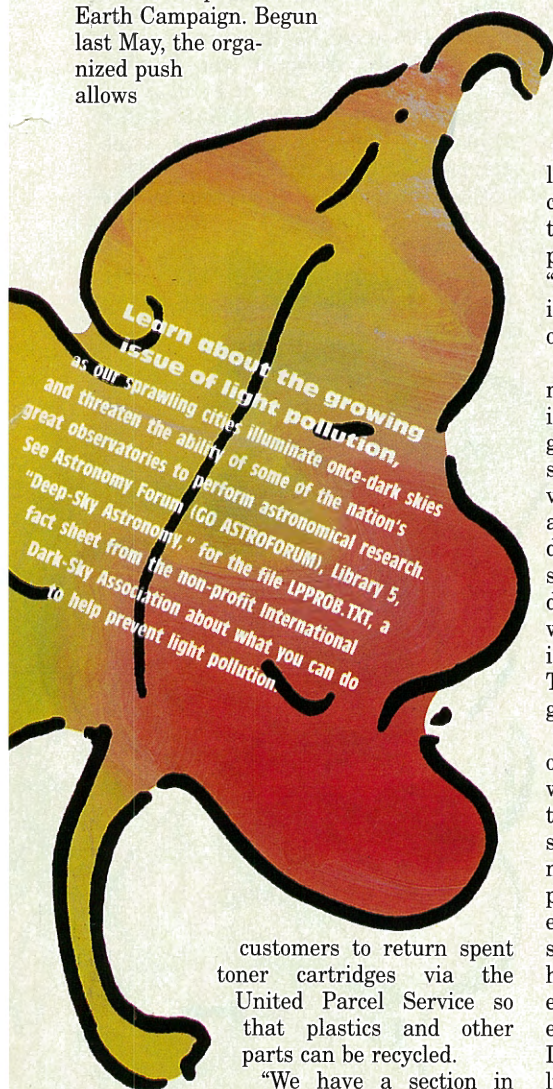 Earth Campaign. Begun
last May, the orga-
nized push
allows
Learn about the growing
issue of light pollution,
as our sprawling cities illuminate once-dark skies
and threaten the ability of some of the nation's
great observatories to perform astronomical research.
See Astronomy Forum (GO ASTROFORUM), Library 5,
"Deep-Sky Astronomy," for the file LPPROB.TXT, a
fact sheet from the non-profit International
Dark-Sky Association about what you can do
to help prevent light pollution.
customers to return spent
toner cartridges via the
United Parcel Service so
that plastics and other
parts can be recycled.
"We have a section in